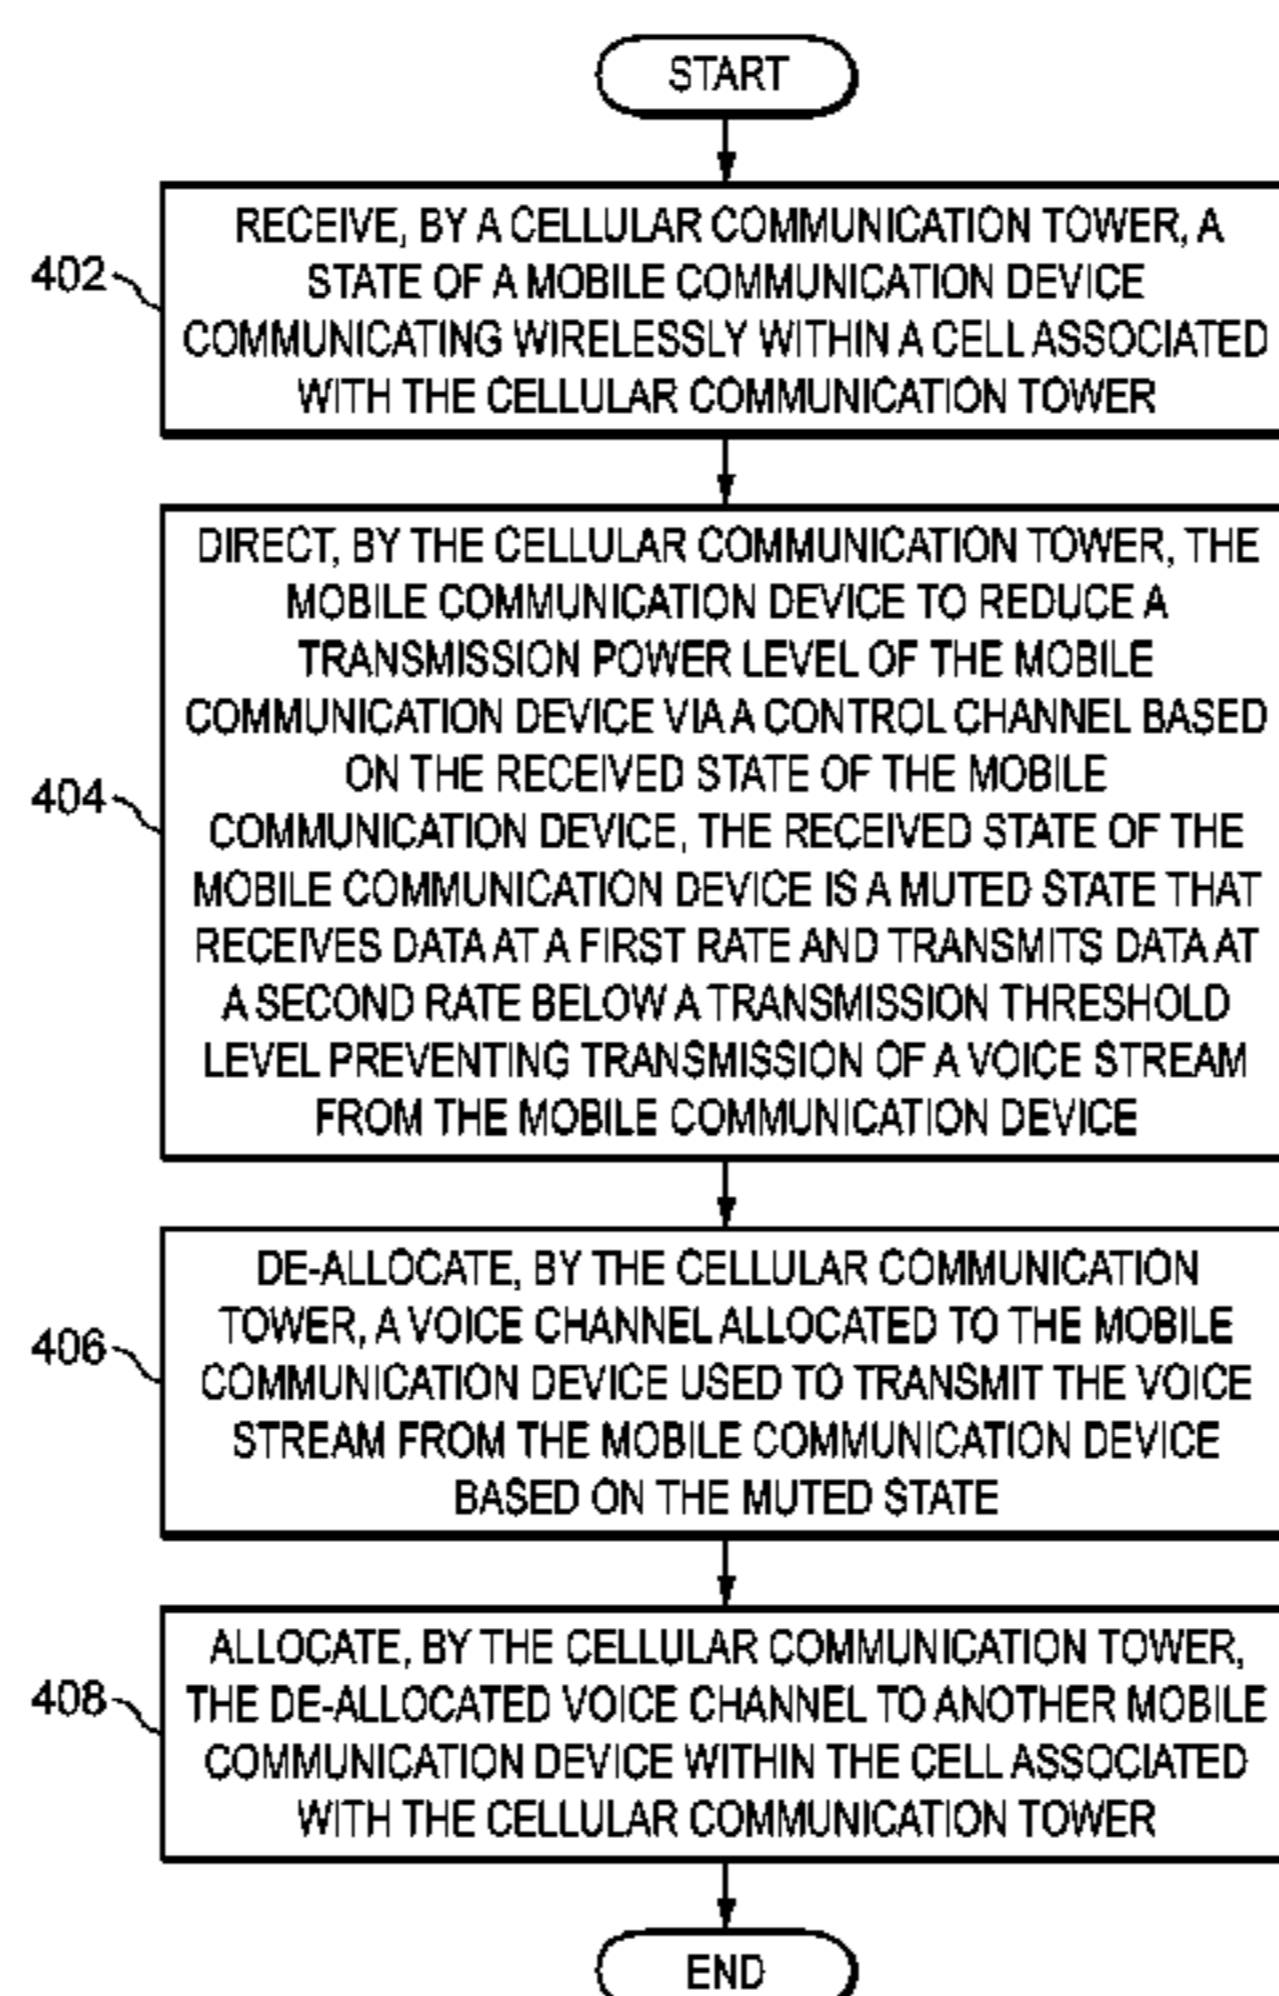 START
402
RECEIVE, BY A CELLULAR COMMUNICATION TOWER, A
STATE OF A MOBILE COMMUNICATION DEVICE
COMMUNICATING WIRELESSLY WITHIN A CELL ASSOCIATED
WITH THE CELLULAR COMMUNICATION TOWER
404
DIRECT, BY THE CELLULAR COMMUNICATION TOWER, THE
MOBILE COMMUNICATION DEVICE TO REDUCE A
TRANSMISSION POWER LEVEL OF THE MOBILE
COMMUNICATION DEVICE VIA A CONTROL CHANNEL BASED
ON THE RECEIVED STATE OF THE MOBILE
COMMUNICATION DEVICE, THE RECEIVED STATE OF THE
MOBILE COMMUNICATION DEVICE IS A MUTED STATE THAT
RECEIVES DATA AT A FIRST RATE AND TRANSMITS DATA AT
A SECOND RATE BELOW A TRANSMISSION THRESHOLD
LEVEL PREVENTING TRANSMISSION OF A VOICE STREAM
FROM THE MOBILE COMMUNICATION DEVICE
406
DE-ALLOCATE, BY THE CELLULAR COMMUNICATION
TOWER, A VOICE CHANNEL ALLOCATED TO THE MOBILE
COMMUNICATION DEVICE USED TO TRANSMIT THE VOICE
STREAM FROM THE MOBILE COMMUNICATION DEVICE
BASED ON THE MUTED STATE
408
ALLOCATE, BY THE CELLULAR COMMUNICATION TOWER,
THE DE-ALLOCATED VOICE CHANNEL TO ANOTHER MOBILE
COMMUNICATION DEVICE WITHIN THE CELL ASSOCIATED
WITH THE CELLULAR COMMUNICATION TOWER
END